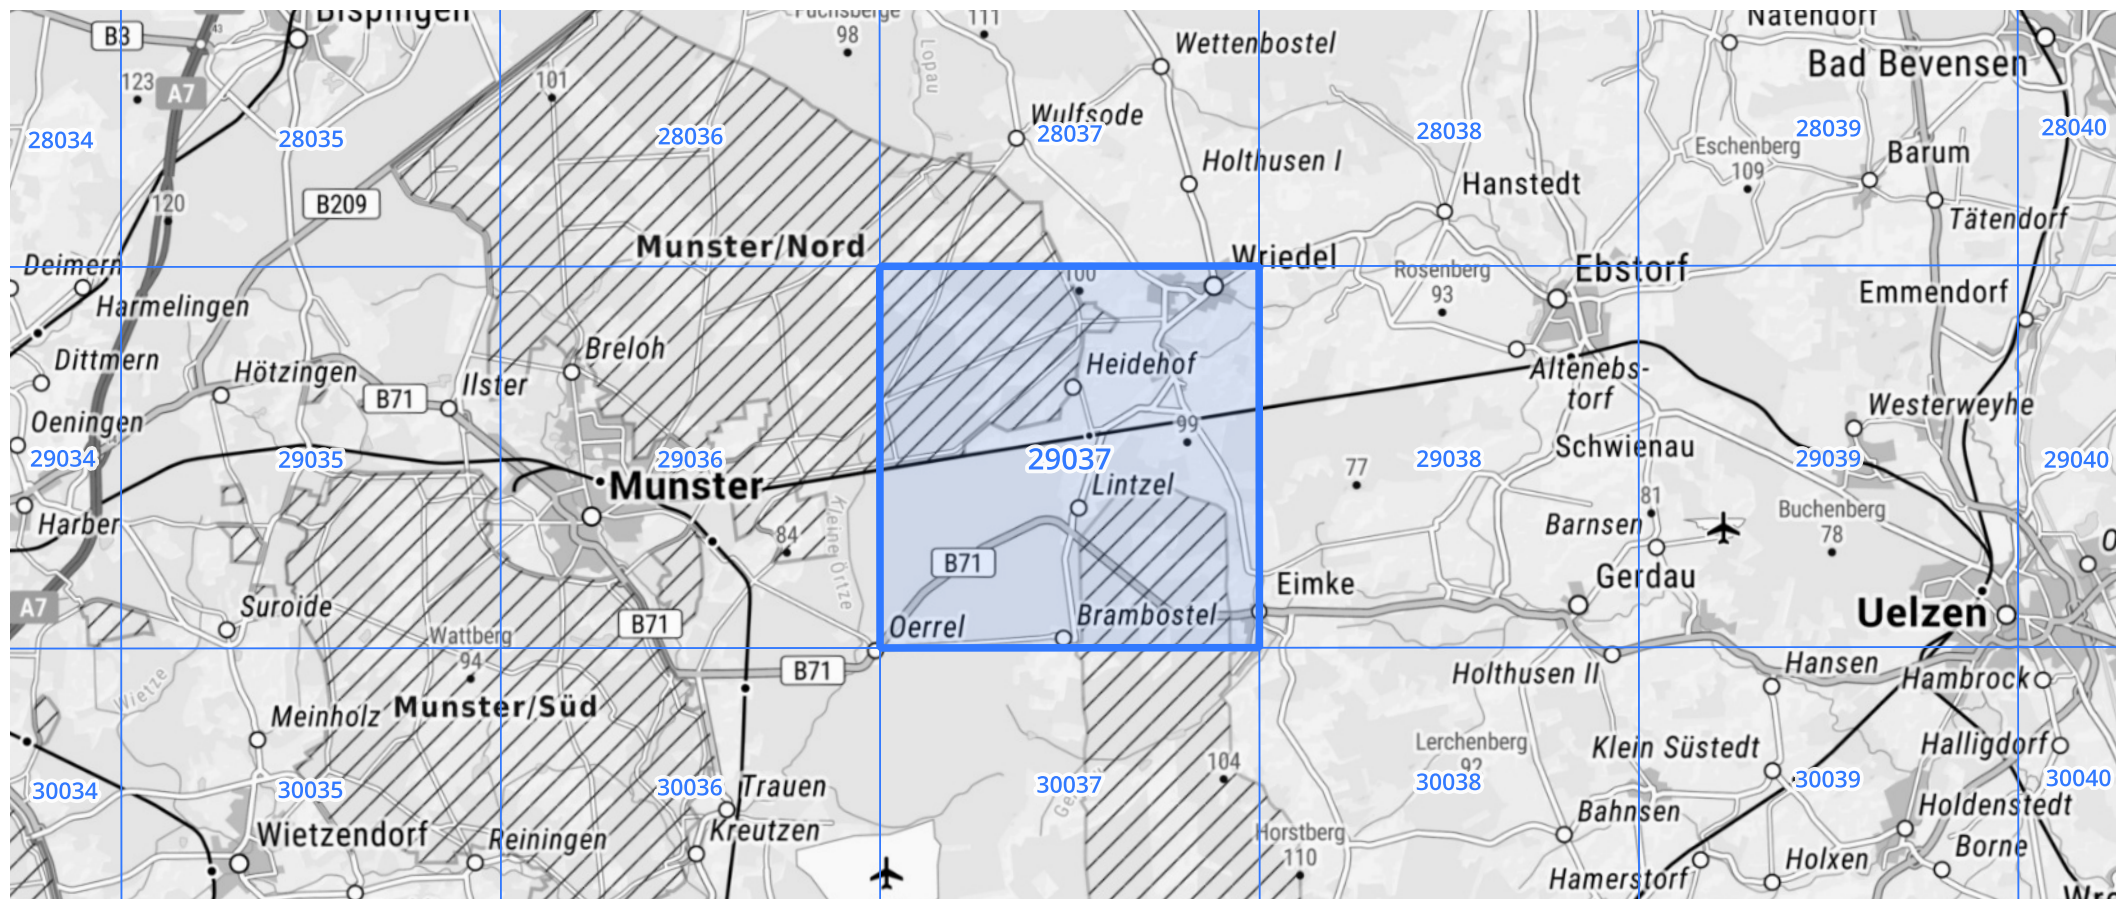 Bispingen
Fuchsberge
98
111
Natendorf
B3
43
Wettenbostel
Bad Bevensen
123
A7
101
Lopau
Wulfsode
28034
28035
28036
28037
28038
28039
28040
Holthusen I
Eschenberg
109
Barum
Hanstedt
120
B209
Tätendorf
Munster/Nord
Wriedel
Deimern
100
Rosenberg
93
Ebstorf
Harmelingen
Emmendorf
Dittmern
Hötzingen
Breloh
Heidehof
Altenebs-
torf
B71
Ilster
Westerweyhe
Oeningen
99
29034
29035
29036
29037
29038
29039
29040
Schwienau
77
Munster
Lintzel
81
Harber
Buchenberg
78
Barnsen
84
Kleine Örtze
B71
A7
Suroide
Eimke
Gerdau
Wattberg
94
B71
Oerrel
Brambostel
Uelzen
B71
Holthusen II
Hansen
Hambrock
Wietze
Meinholz
Munster/Süd
Lerchenberg
92
Klein Süstedt
Halligdorf
104
30034
30035
30036
Trauen
30037
30038
30039
30040
Holdenstedt
Bahnsen
Wietzendorf
Reiningen
Kreutzen
Horstberg
110
Borne
Holxen
Hamerstorf